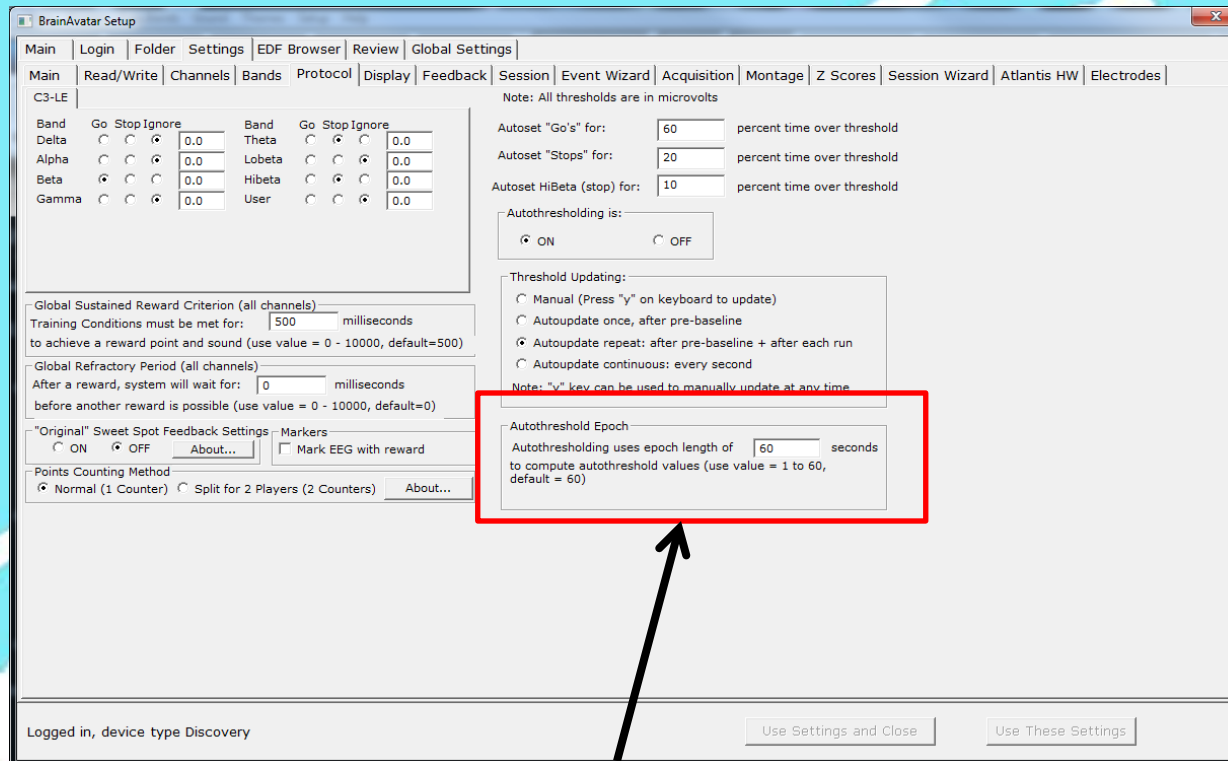 BrainAvatar Setup
Main Login Folder Settings EDF Browser Review Global Settings
Main Read/Write Channels Bands Protocol Display Feedback Session Event Wizard Acquisition Montage Z Scores Session Wizard Atlantis HW Electrodes
C3-LE
Band Go Stop Ignore Band Go Stop Ignore
Delta 0.0 Theta 0.0
Alpha 0.0 Lobeta 0.0
Beta 0.0 Hibeta 0.0
Gamma 0.0 User 0.0
Global Sustained Reward Criterion (all channels)
Training Conditions must be met for: 500 milliseconds
to achieve a reward point and sound (use value = 0 - 10000, default=500)
Global Refractory Period (all channels)
After a reward, system will wait for: 0 milliseconds
before another reward is possible (use value = 0 - 10000, default=0)
"Original" Sweet Spot Feedback Settings
ON OFF About...
Markers
Mark EEG with reward
Points Counting Method
Normal (1 Counter) Split for 2 Players (2 Counters) About...
Note: All thresholds are in microvolts
Autoset "Go's" for: 60 percent time over threshold
Autoset "Stops" for: 20 percent time over threshold
Autoset HiBeta (stop) for: 10 percent time over threshold
Autothresholding is:
ON OFF
Threshold Updating:
Manual (Press "y" on keyboard to update)
Autoupdate once, after pre-baseline
Autoupdate repeat: after pre-baseline + after each run
Autoupdate continuous: every second
Note: "y" key can be used to manually update at any time
Autothreshold Epoch
Autothresholding uses epoch length of 60 seconds
to compute autothreshold values (use value = 1 to 60,
default = 60)
Logged in, device type Discovery
Use Settings and Close Use These Settings